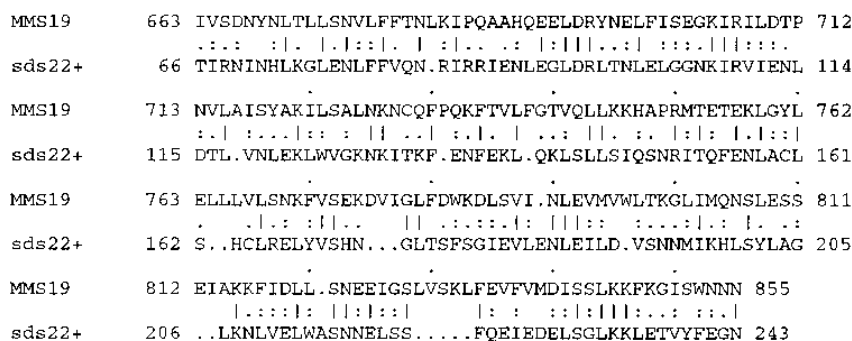 MMS19 663 IVSDNYNLTLLSNVLFFTNLKIPQAAHQEELDRYNELFISEGKIRILDTP 712
sds22+ 66 TIRNINHLKGLENLFFVQN.RIRRIENLEGLDRLTNLELGGNKIRVIENL 114
MMS19 713 NVLAISYAKILSALNKNCQFPQKFTVLFGTVQLLKKHAPRMTETEKLGYL 762
sds22+ 115 DTL.VNLEKLWVGKNKITKF.ENFEKL.QKLSLLSIQSNRITQFENLACL 161
MMS19 763 ELLLVLSNKFVSEKDVIGLFDWKDLSVI.NLEVMVWLTKGLIMQNSLESS 811
sds22+ 162 S..HCLRELYVSHN...GLTSFSGIEVLENLEILD.VSNNMIKHLSYLAG 205
MMS19 812 EIAKKFIDLL.SNEEIGSLVSKLFEVFVMDISSLKKFKGISWNNN 855
sds22+ 206 ..LKNLVELWASNNELSS.....FQEIEDELSGLKKLETVYFEGN 243